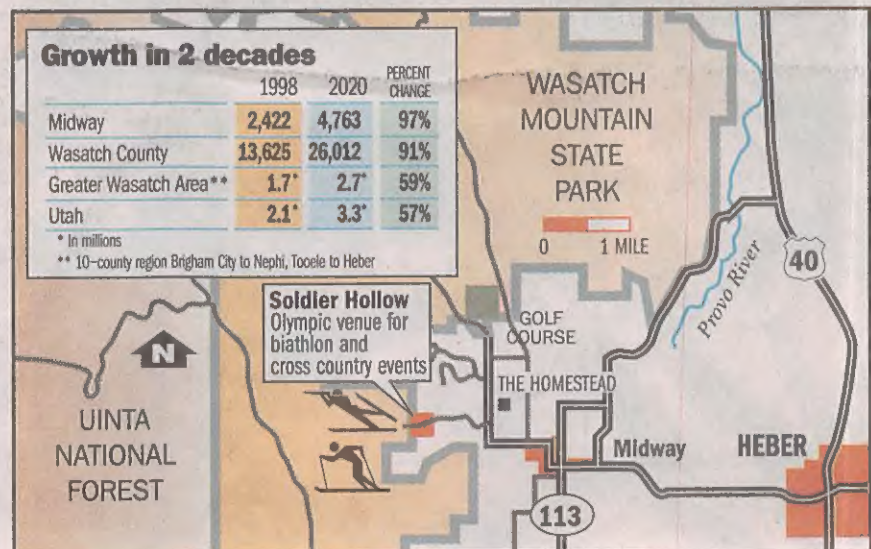 Growth in 2 decades
1998 2020 PERCENT CHANGE
Midway 2,422 4,763 97%
Wasatch County 13,625 26,012 91%
Greater Wasatch Area** 1.7* 2.7* 59%
Utah 2.1* 3.3* 57%
* In millions
** 10-county region Brigham City to Nephi, Tooele to Heber
WASATCH
MOUNTAIN
STATE
PARK
0 1 MILE
40
Provo River
Soldier Hollow
Olympic venue for
biathlon and
cross country events
GOLF
COURSE
THE HOMESTEAD
N
UINTA
NATIONAL
FOREST
Midway
HEBER
113